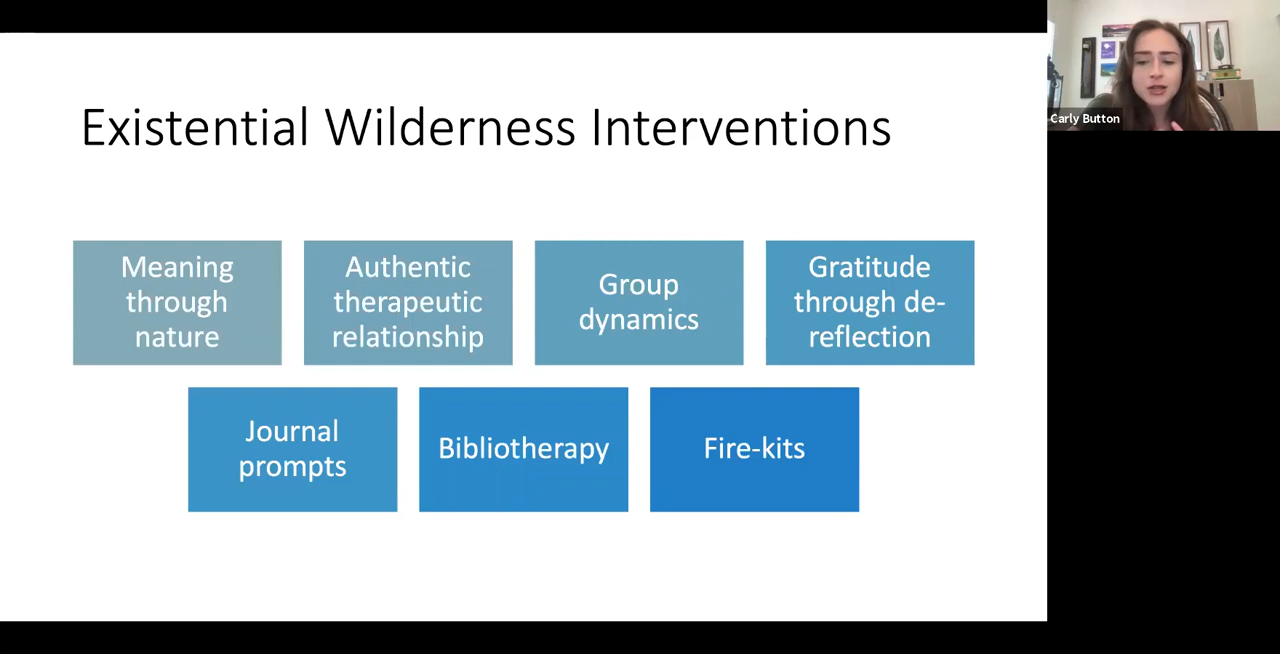 Existential Wilderness Interventions
Carly Button
Meaning
through
nature
Authentic
therapeutic
relationship
Group
dynamics
Gratitude
through de-
reflection
Journal
prompts
Bibliotherapy
Fire-kits